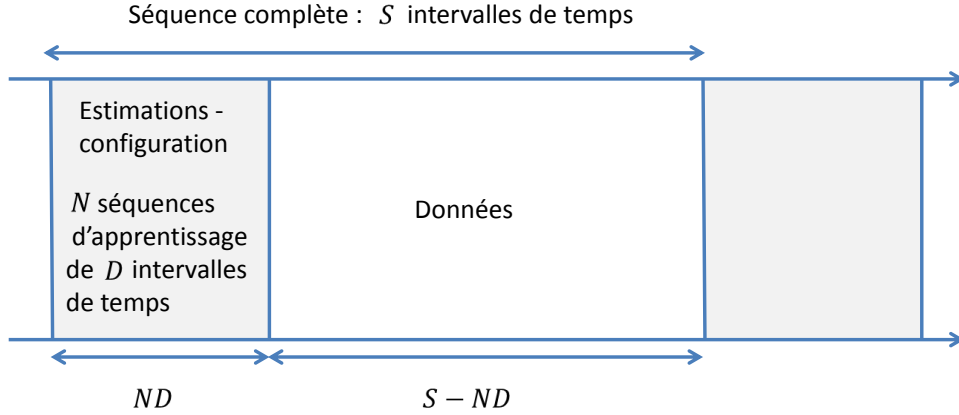 Séquence complète : S intervalles de temps
Estimations -
configuration
N séquences
d'apprentissage
de D intervalles
de temps
Données
ND
S − ND